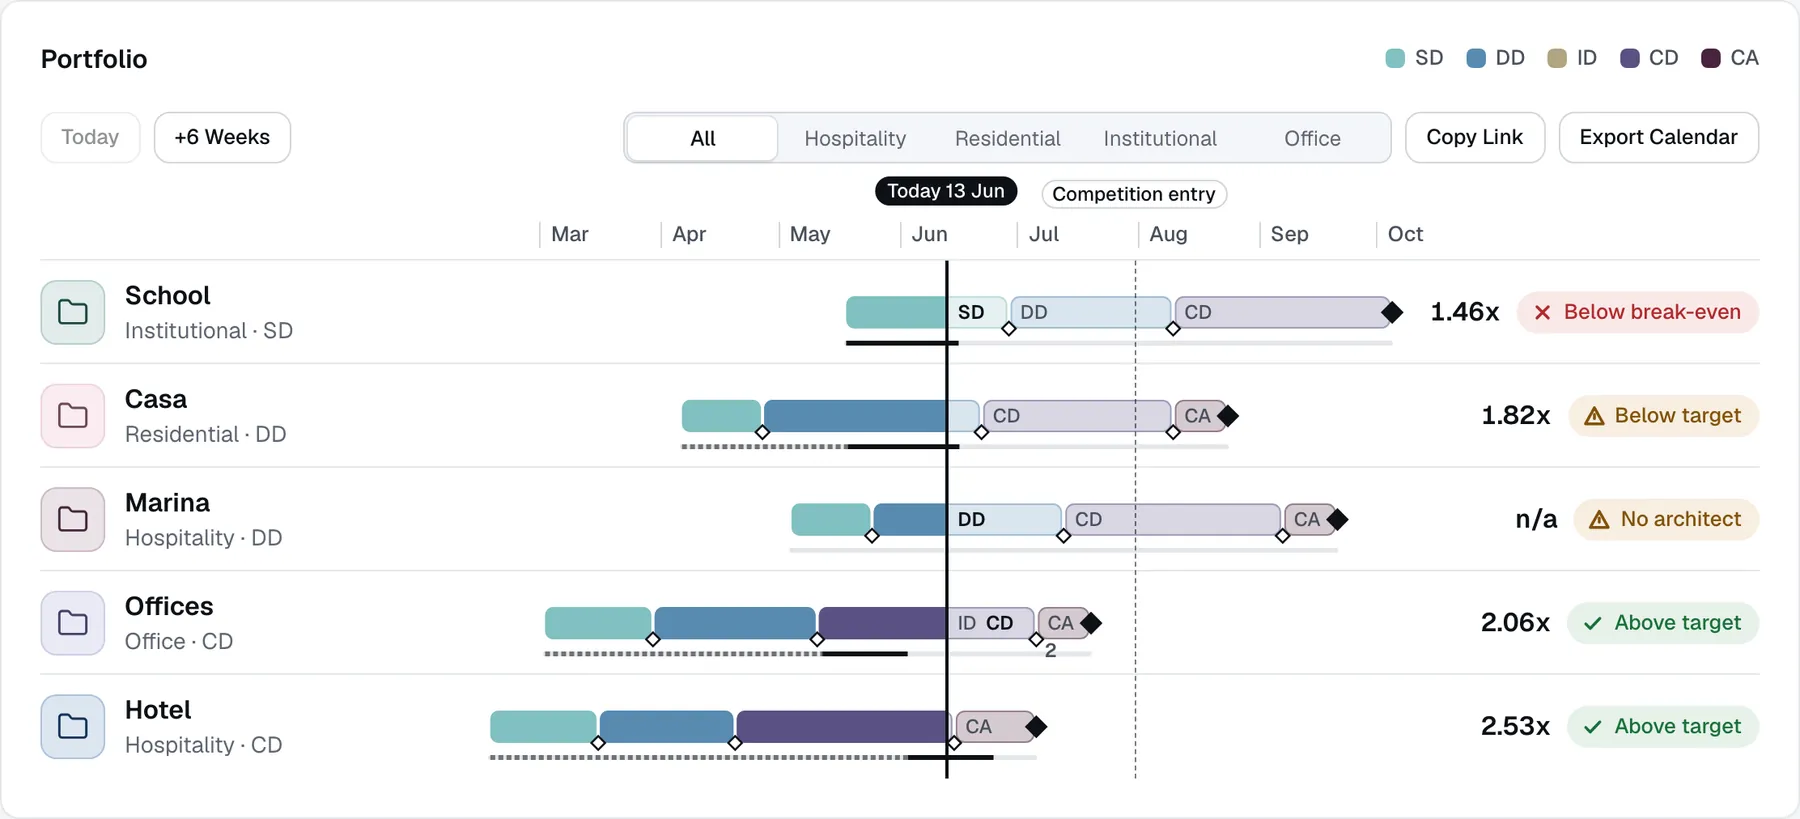 Portfolio
SD DD ID CD CA
Today +6 Weeks All Hospitality Residential Institutional Office Copy Link Export Calendar
Today 13 Jun Competition entry
Mar Apr May Jun Jul Aug Sep Oct
School
Institutional · SD
SD DD CD
1.46x Below break-even
Casa
Residential · DD
CD CA
1.82x Below target
Marina
Hospitality · DD
DD CD CA
n/a No architect
Offices
Office · CD
ID CD CA
2
2.06x Above target
Hotel
Hospitality · CD
CA
2.53x Above target